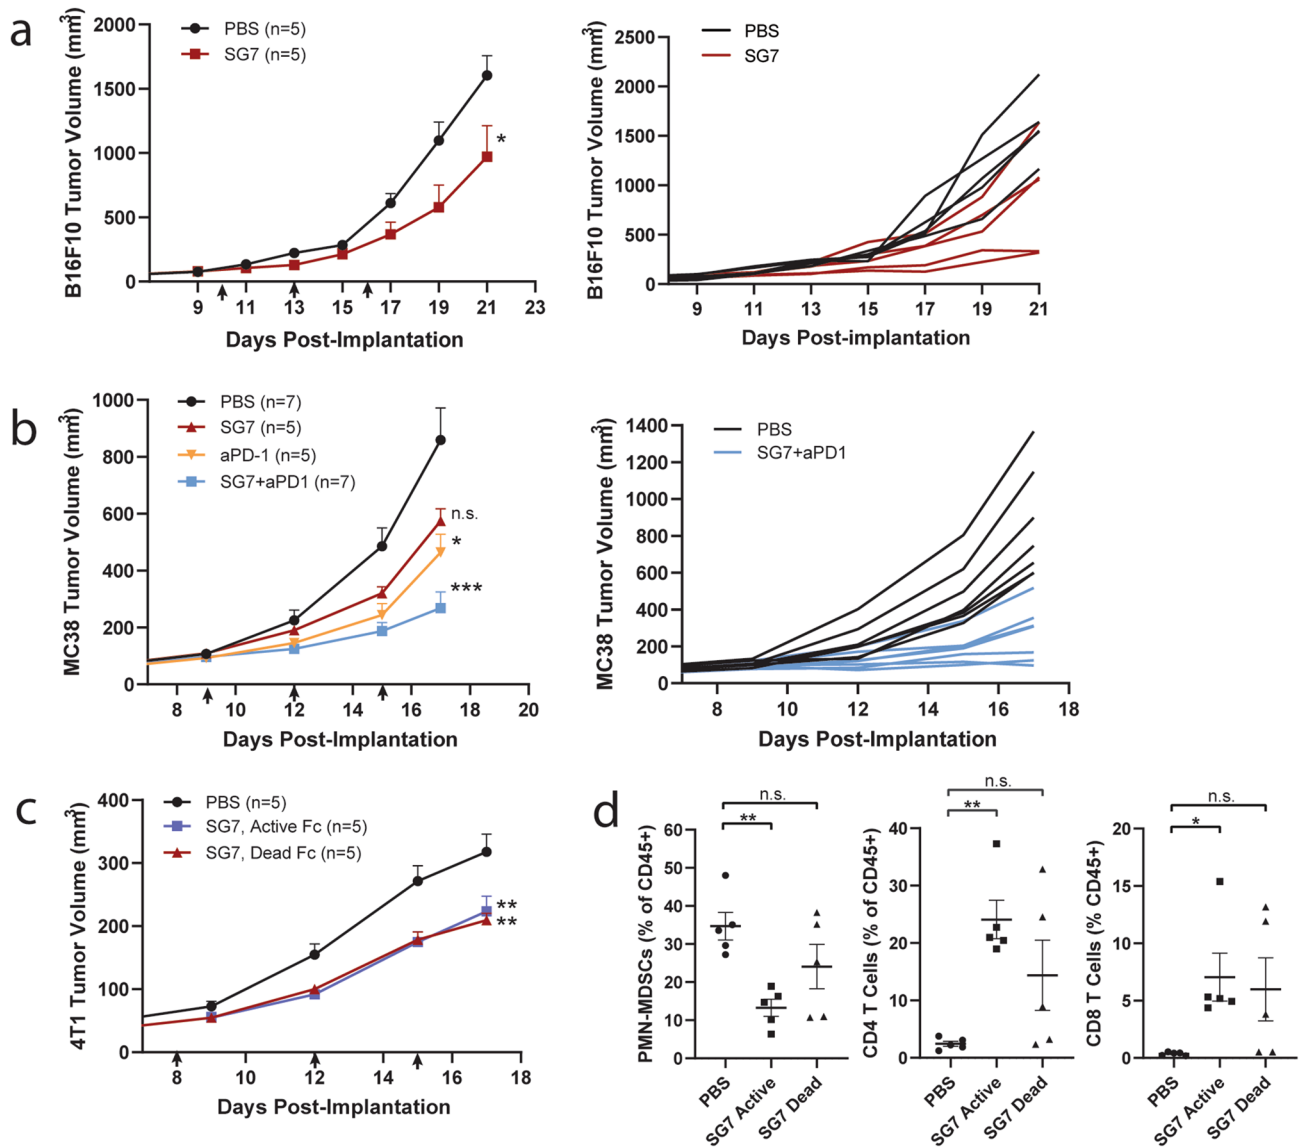 a
B16F10 Tumor Volume (mm³)
2000
1500
1000
500
0
PBS (n=5)
SG7 (n=5)
*
9 11 13 15 17 19 21 23
Days Post-Implantation
B16F10 Tumor Volume (mm³)
2500
2000
1500
1000
500
0
PBS
SG7
9 11 13 15 17 19 21
Days Post-implantation
b
MC38 Tumor Volume (mm³)
1000
800
600
400
200
0
PBS (n=7)
SG7 (n=5)
aPD-1 (n=5)
SG7+aPD1 (n=7)
n.s.
*
***
8 10 12 14 16 18 20
Days Post-Implantation
MC38 Tumor Volume (mm³)
1400
1200
1000
800
600
400
200
0
PBS
SG7+aPD1
8 10 12 14 16 18
Days Post-Implantation
c
4T1 Tumor Volume (mm³)
400
300
200
100
0
PBS (n=5)
SG7, Active Fc (n=5)
SG7, Dead Fc (n=5)
**
**
8 10 12 14 16 18
Days Post-Implantation
d
PMN-MDSCs (% of CD45+)
60
50
40
30
20
10
0
n.s.
**
PBS
SG7 Active
SG7 Dead
CD4 T Cells (% of CD45+)
40
30
20
10
0
n.s.
**
PBS
SG7 Active
SG7 Dead
CD8 T Cells (% CD45+)
20
15
10
5
0
n.s.
*
PBS
SG7 Active
SG7 Dead